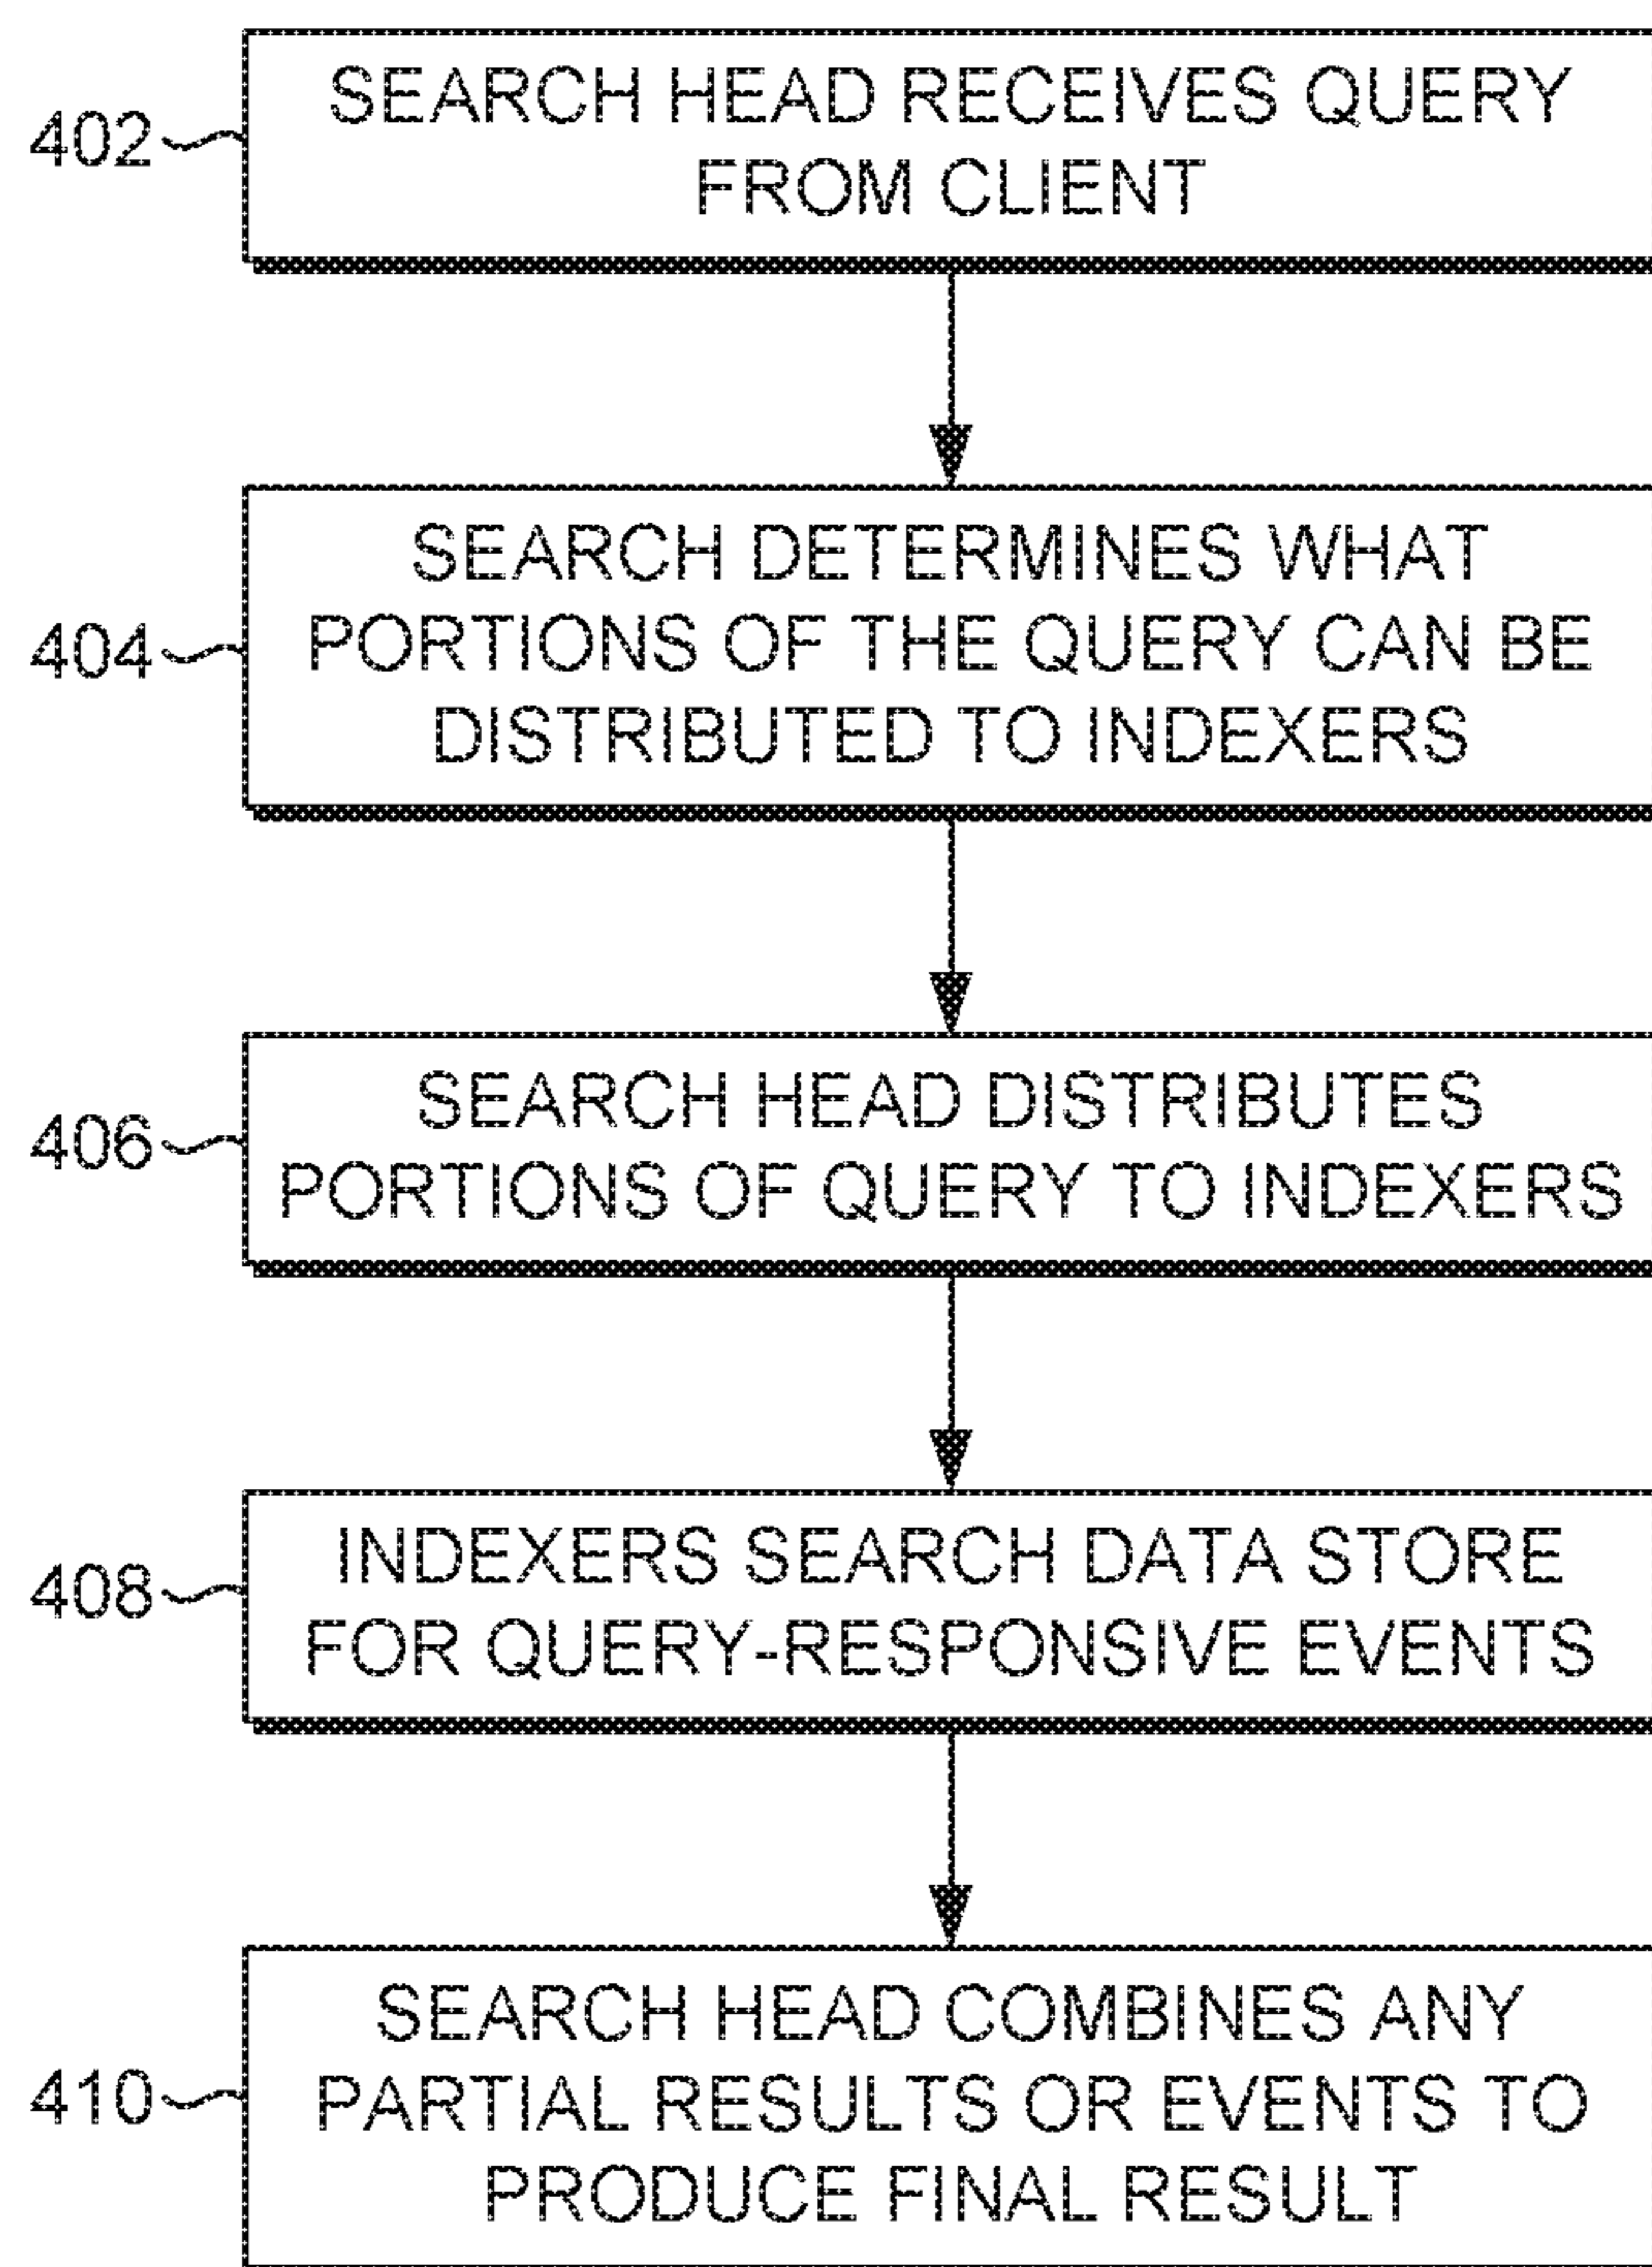 SEARCH HEAD RECEIVES QUERY
402
FROM CLIENT
SEARCH DETERMINES WHAT
404
PORTIONS OF THE QUERY CAN BE
DISTRIBUTED TO INDEXERS
SEARCH HEAD DISTRIBUTES
406
PORTIONS OF QUERY TO INDEXERS
INDEXERS SEARCH DATA STORE
408
FOR QUERY-RESPONSIVE EVENTS
SEARCH HEAD COMBINES ANY
410
PARTIAL RESULTS OR EVENTS TO
PRODUCE FINAL RESULT